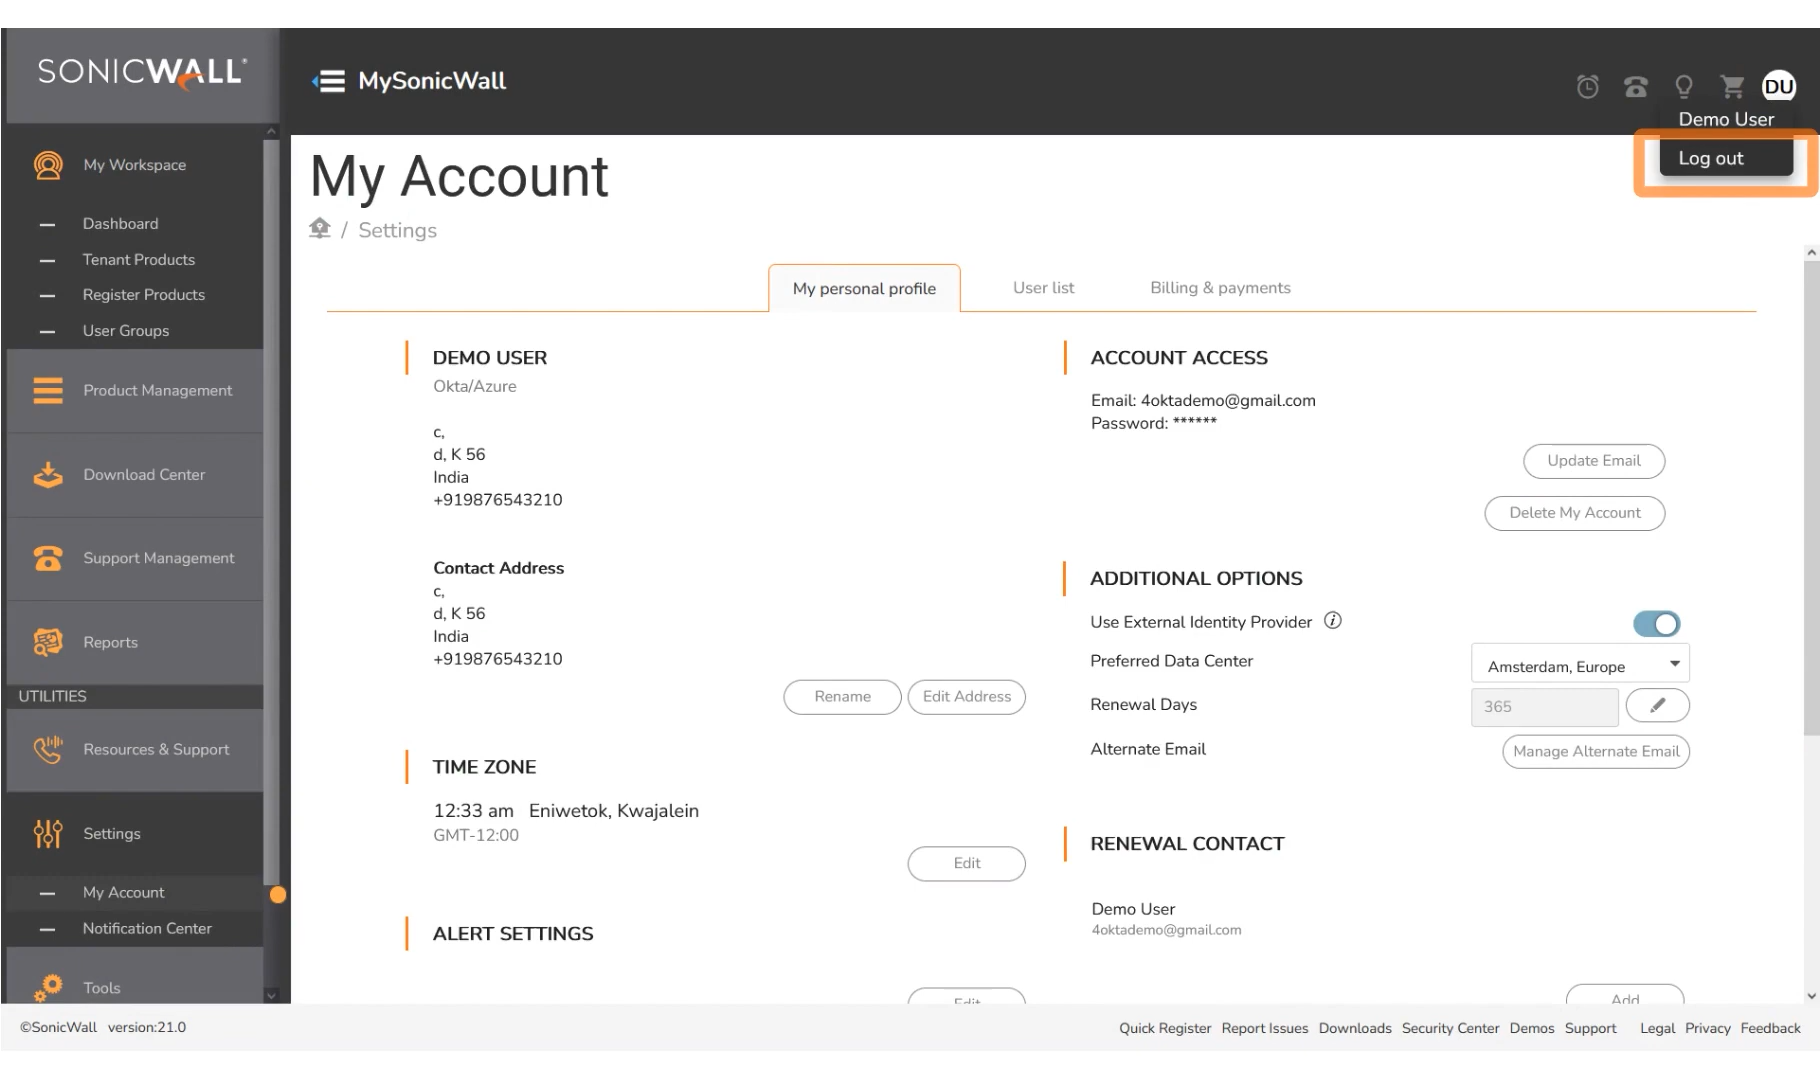 SONICWALL
MySonicWall
DU
Demo User
Log out
My Workspace
Dashboard
Tenant Products
Register Products
User Groups
Product Management
Download Center
Support Management
Reports
UTILITIES
Resources & Support
Settings
My Account
Notification Center
Tools
My Account
/ Settings
My personal profile
User list
Billing & payments
DEMO USER
Okta/Azure
c,
d, K 56
India
+919876543210
Contact Address
c,
d, K 56
India
+919876543210
Rename
Edit Address
TIME ZONE
12:33 am Eniwetok, Kwajalein
GMT-12:00
Edit
ALERT SETTINGS
Edit
ACCOUNT ACCESS
Email: 4oktademo@gmail.com
Password: ******
Update Email
Delete My Account
ADDITIONAL OPTIONS
Use External Identity Provider
Preferred Data Center
Amsterdam, Europe
Renewal Days
365
Alternate Email
Manage Alternate Email
RENEWAL CONTACT
Demo User
4oktademo@gmail.com
Add
©SonicWall version:21.0
Quick Register Report Issues Downloads Security Center Demos Support Legal Privacy Feedback